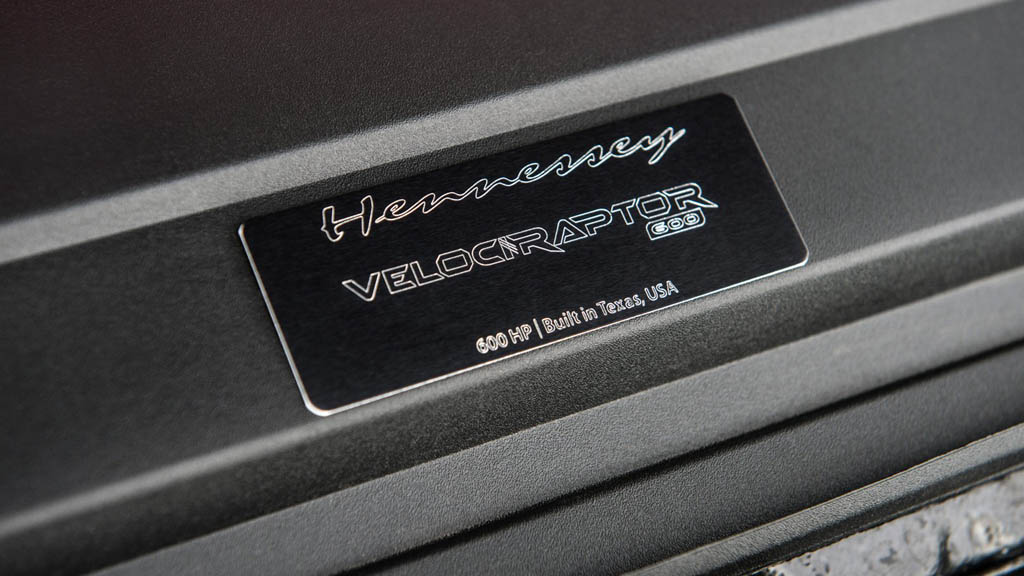 Hennessey
VELOCIRAPTOR
600
600 HP | Built in Texas, USA